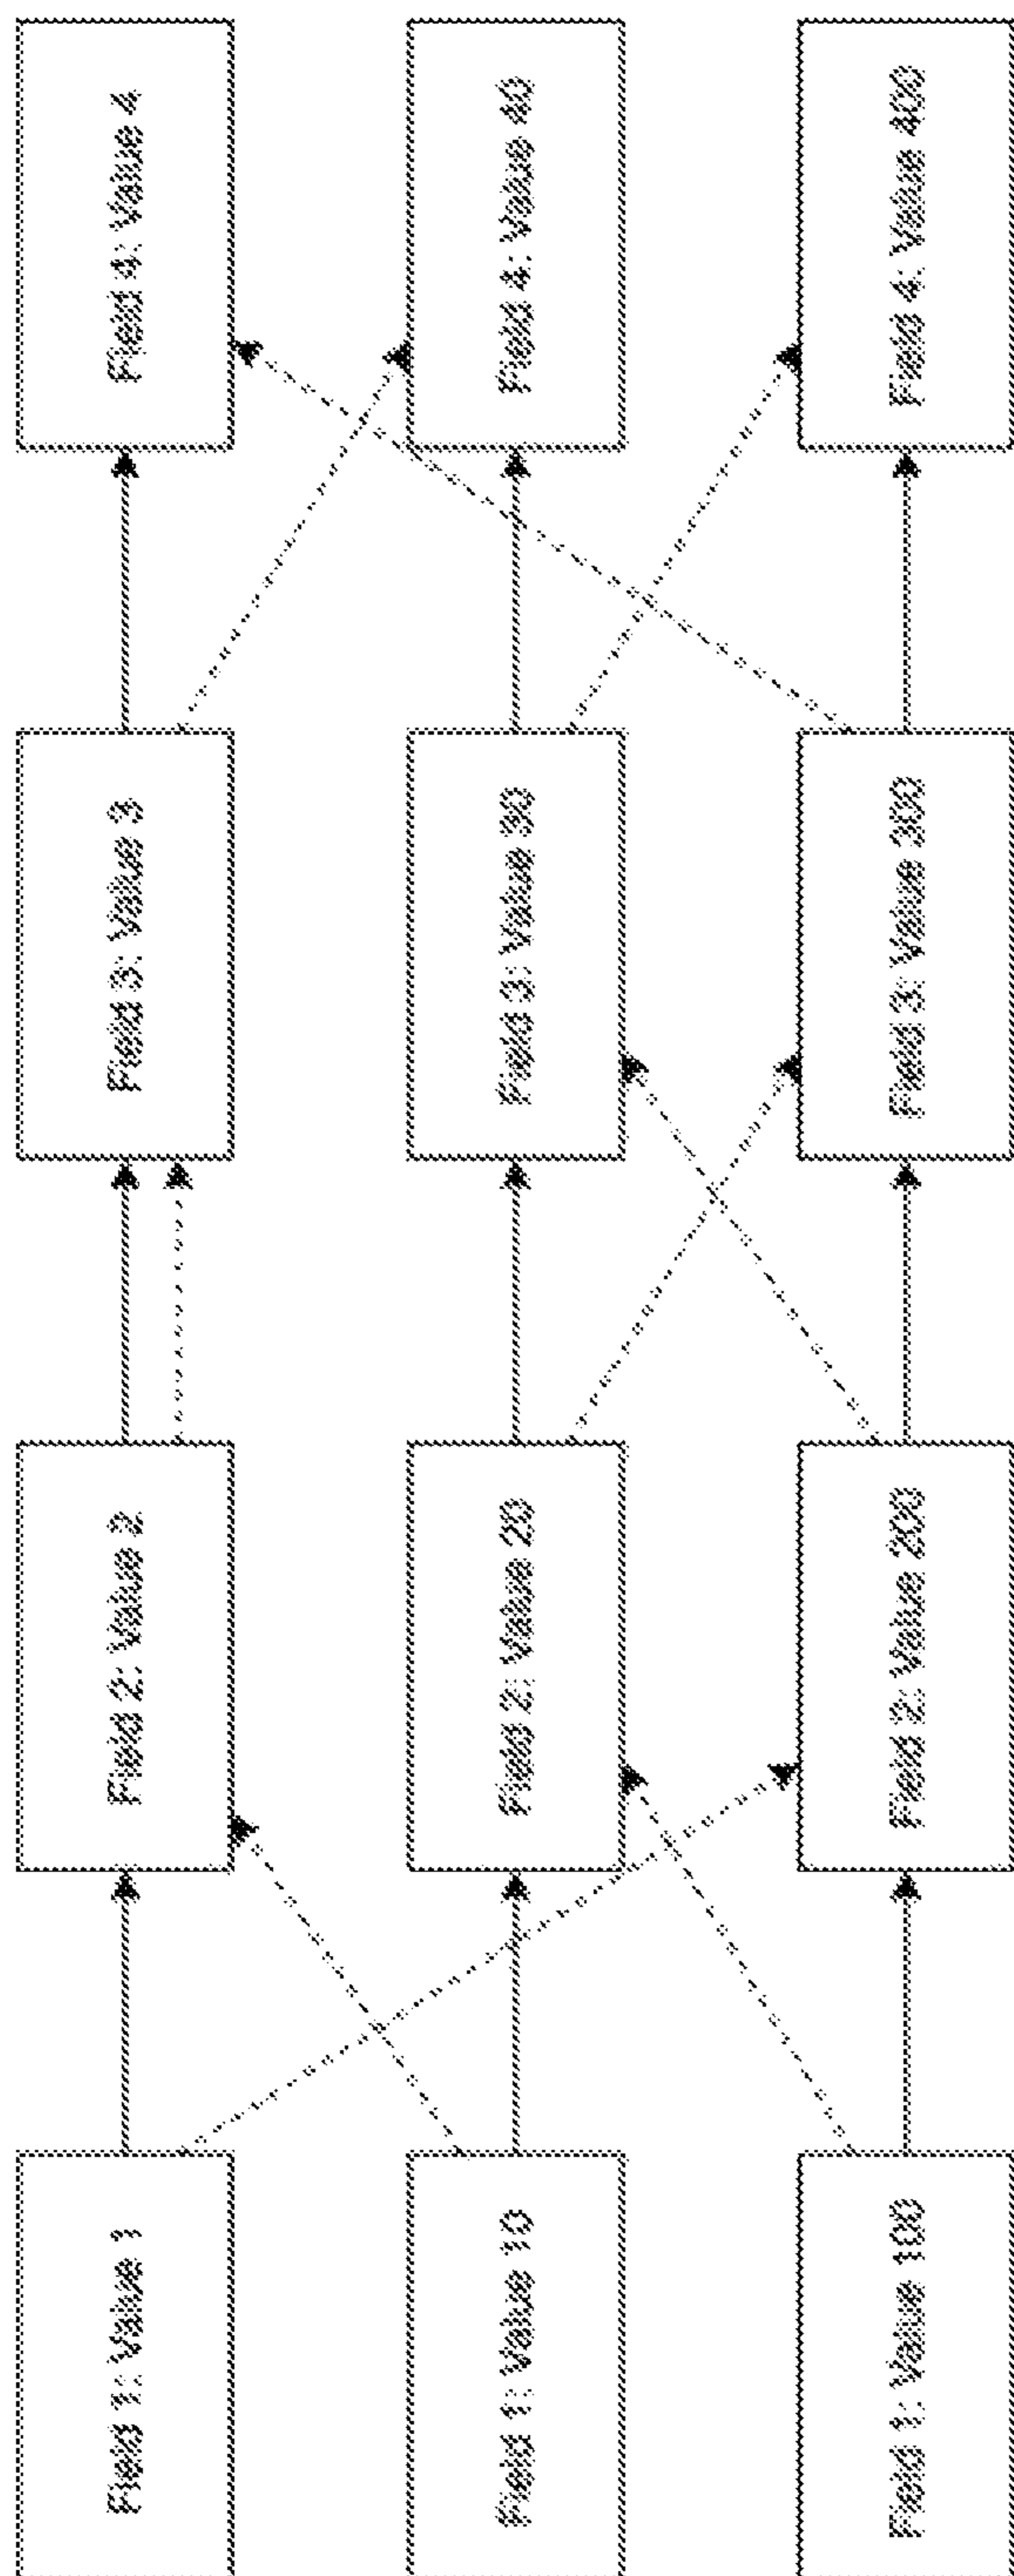 Field 1: Value 1
Field 2: Value 2
Field 3: Value 3
Field 4: Value 4
Field 1: Value 10
Field 2: Value 20
Field 3: Value 30
Field 4: Value 40
Field 1: Value 100
Field 2: Value 200
Field 3: Value 300
Field 4: Value 400